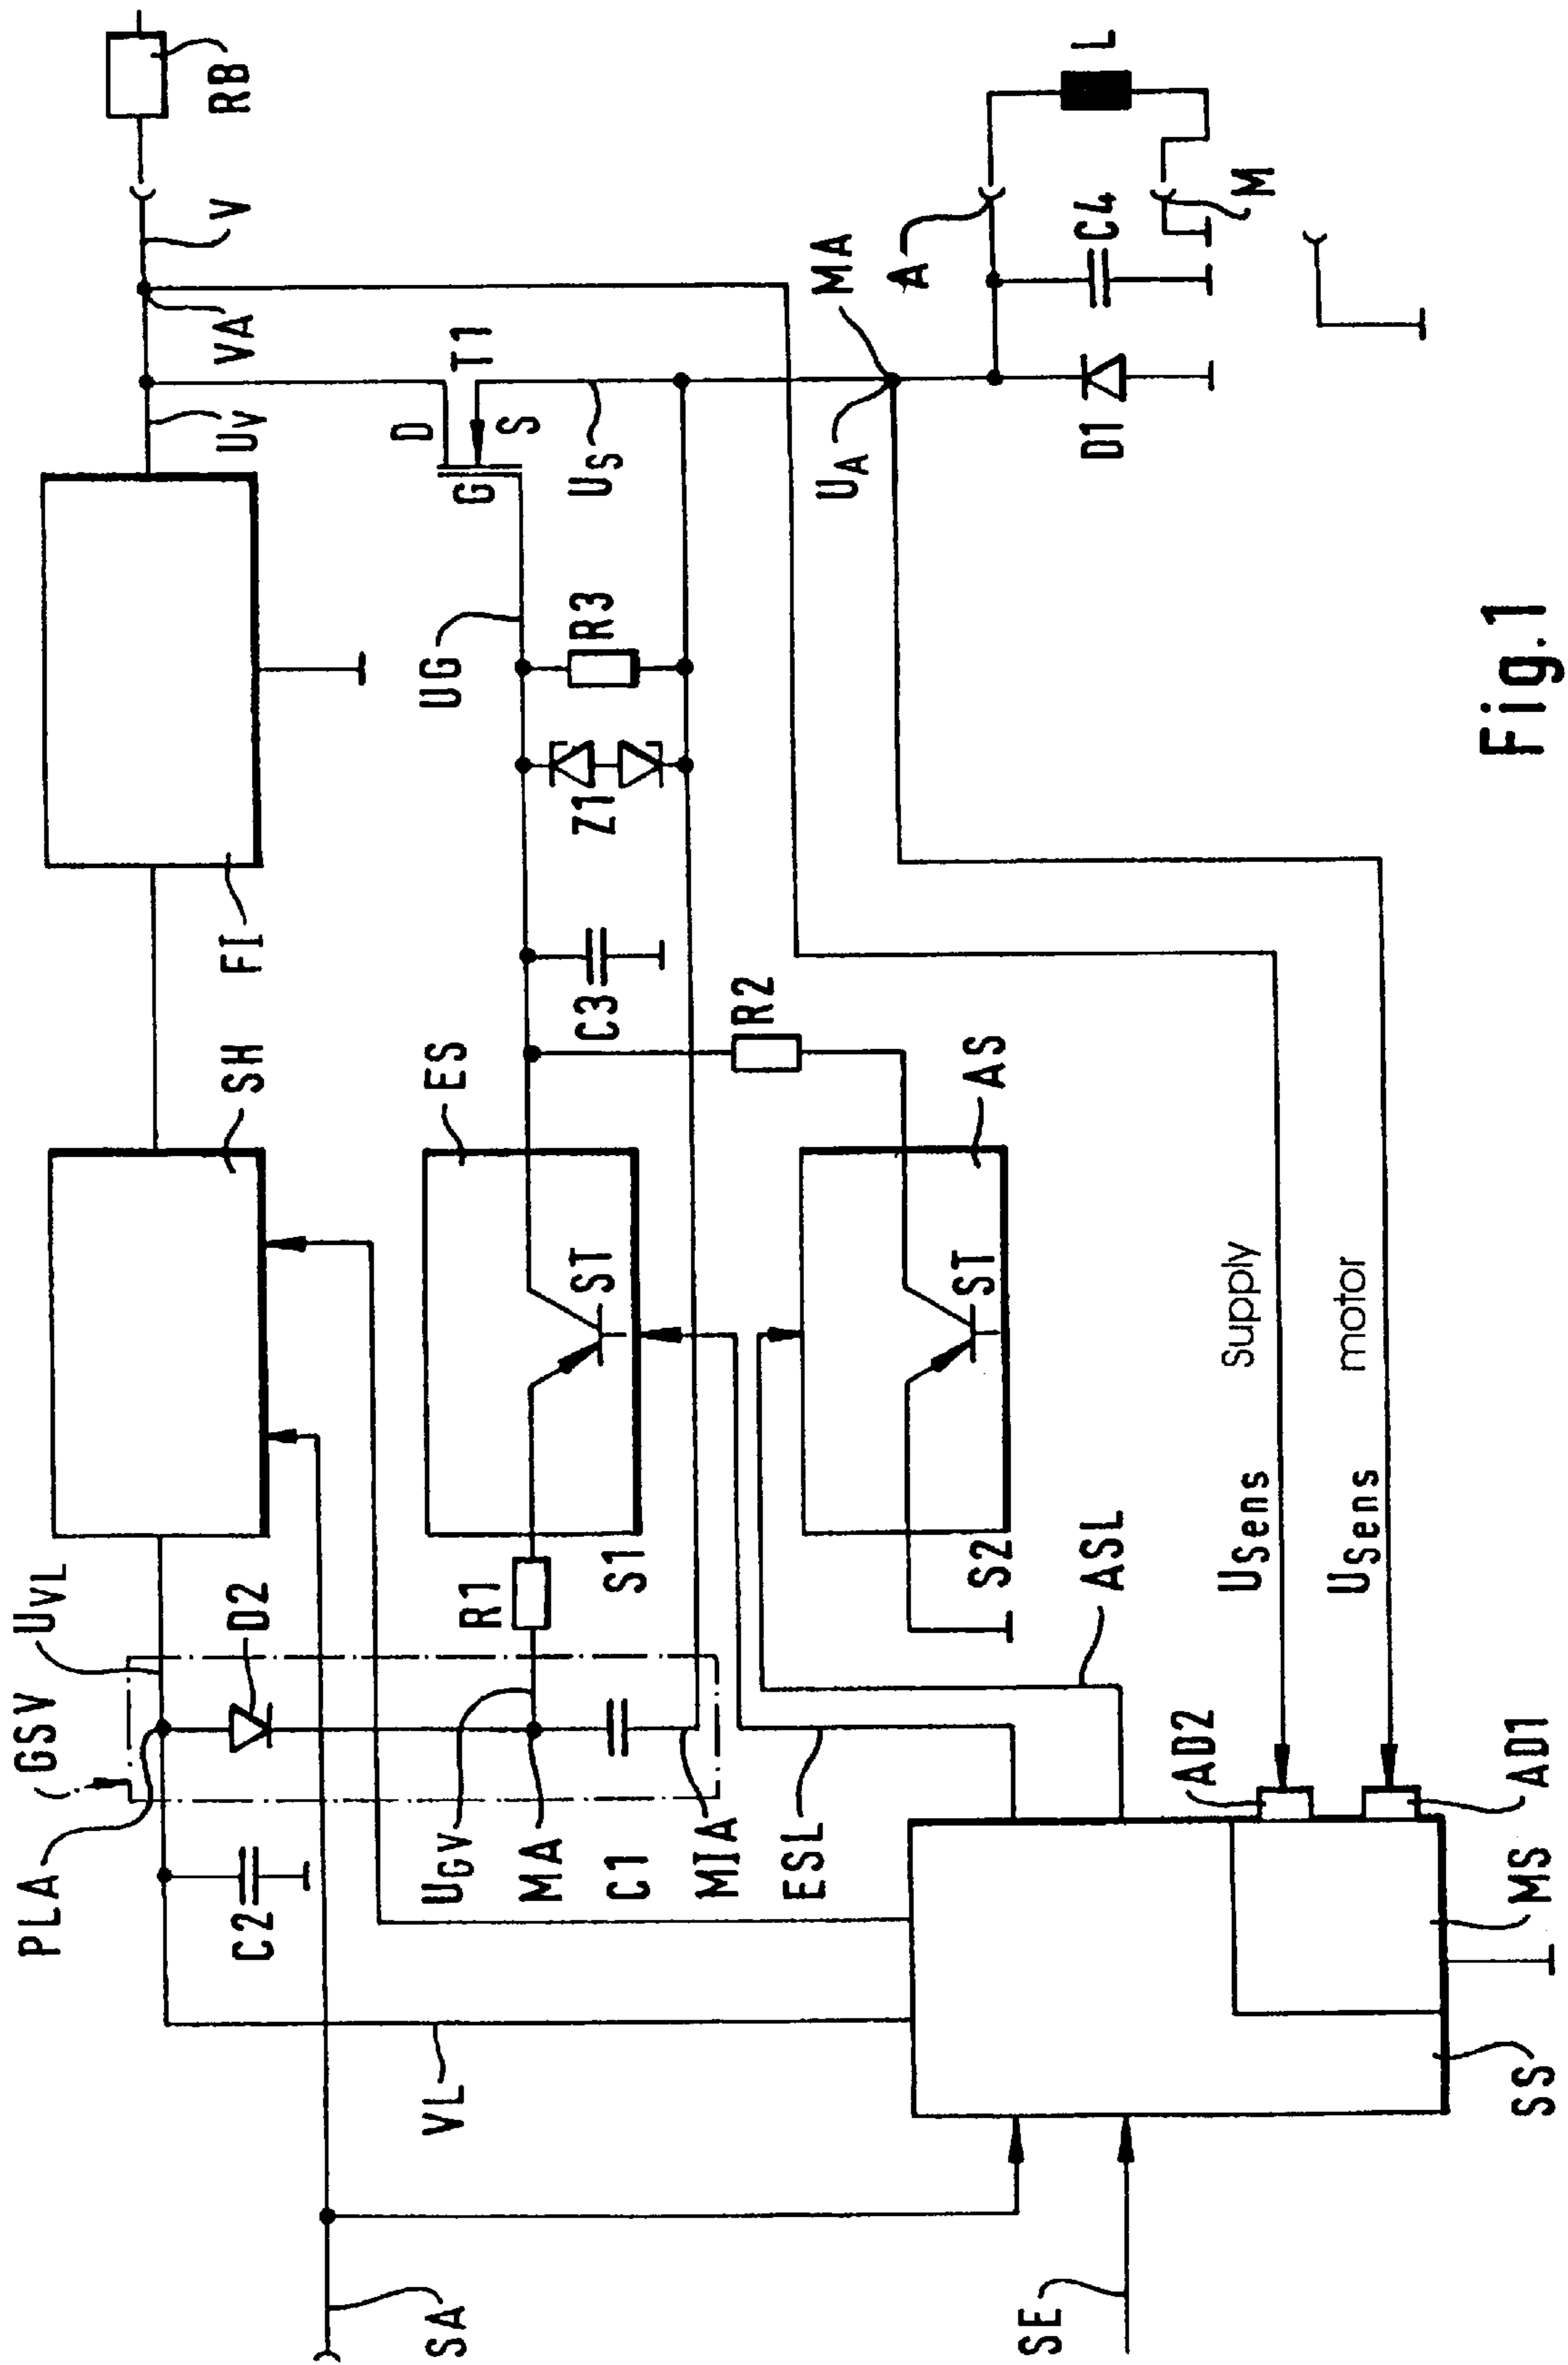 GSV
PLA
UVL
SH
FI
UV
VA
V
RB
C2
D2
VL
SA
UGV
MA
C1
MIA
R1
S1
ES
ST
C3
Z1
R3
UG
G
D
S
T1
US
R2
UA
MA
A
C4
D1
L
M
ESL
ASL
S2
ST
AS
USens Supply
USens motor
AD2
AD1
MS
SS
SE
Fig.1